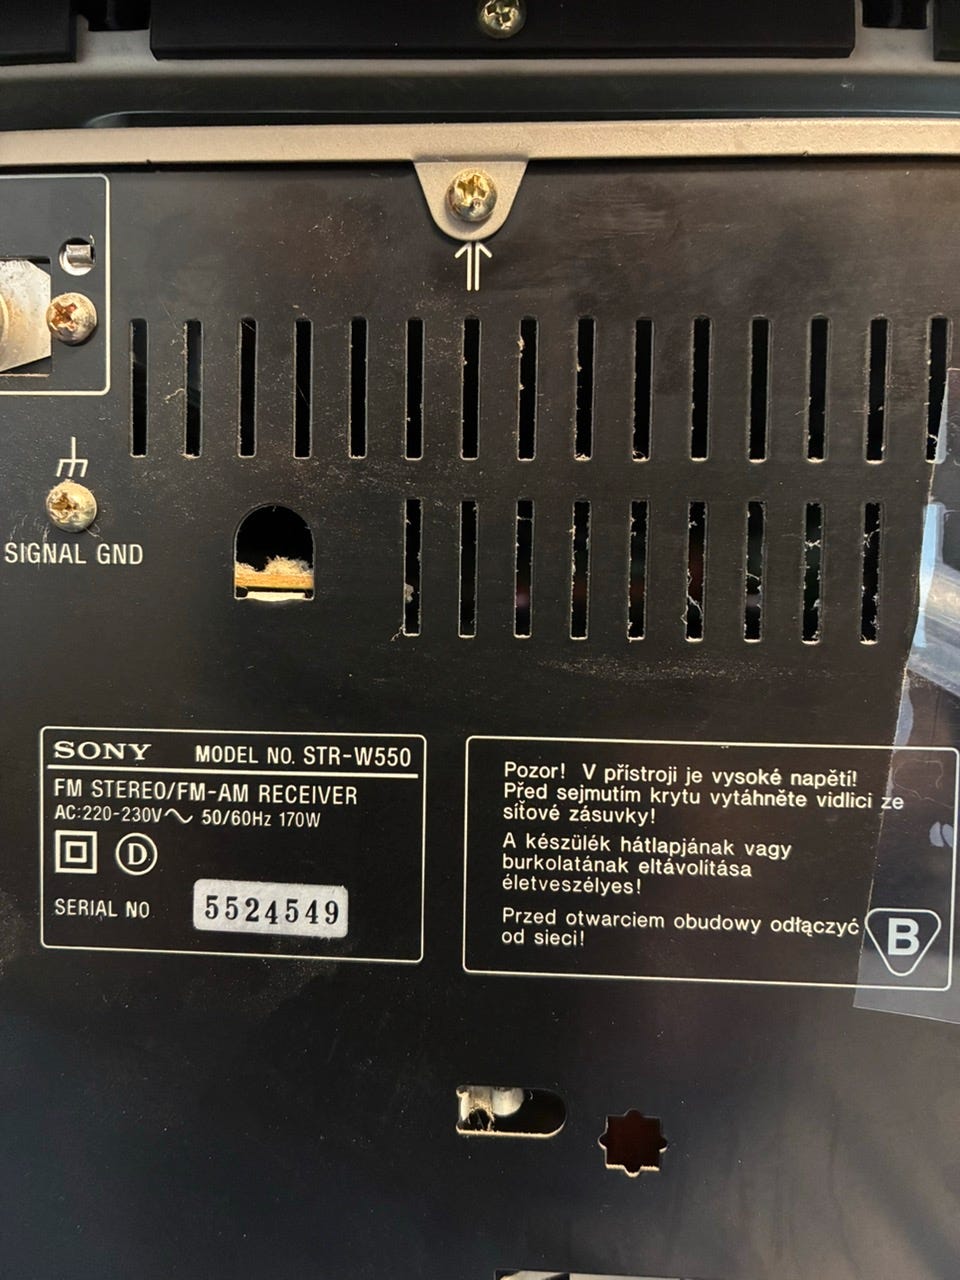 SIGNAL GND
SONY MODEL NO. STR-W550
FM STEREO/FM-AM RECEIVER
AC:220-230V～ 50/60Hz 170W
D
SERIAL NO 5524549
Pozor! V přístroji je vysoké napětí!
Před sejmutím krytu vytáhněte vidlici ze
síťové zásuvky!
A készülék hátlapjának vagy
burkolatának eltávolítása
életveszélyes!
Przed otwarciem obudowy odłączyć
od sieci!
B